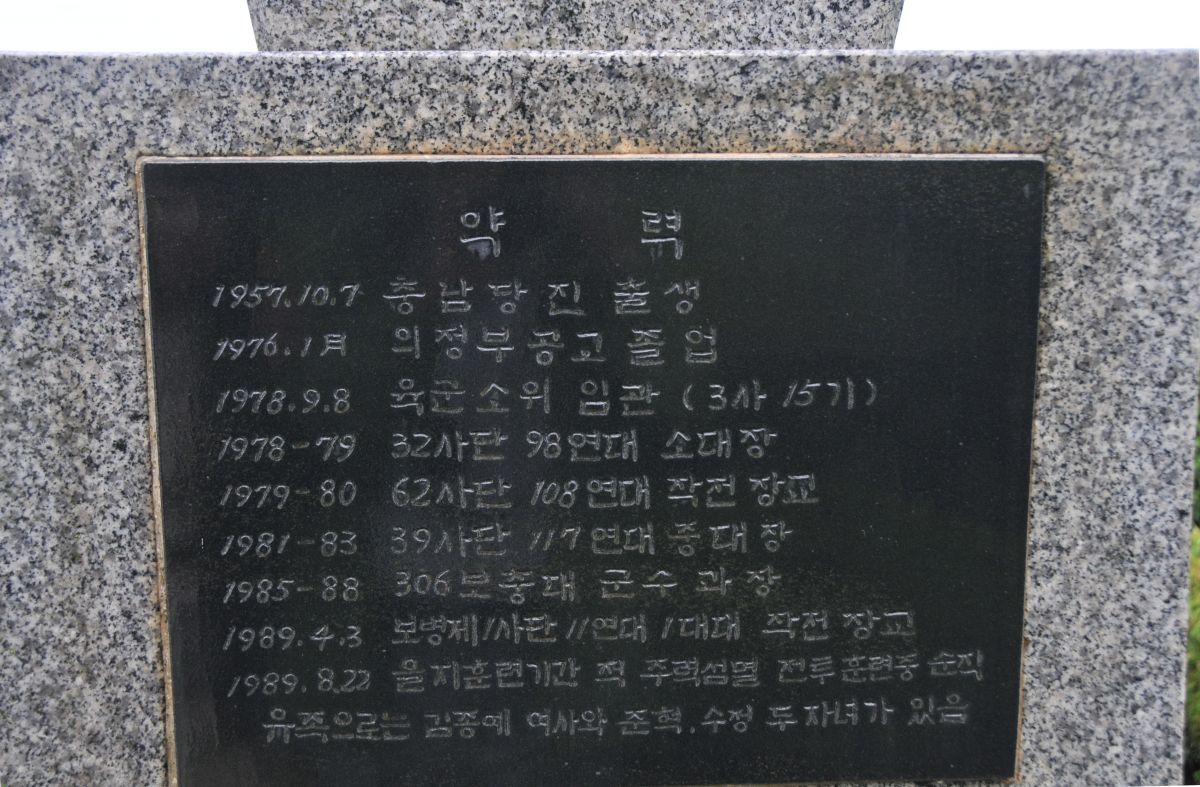 약 력
1957.10.7 충남당진 출생
1976.1月 의정부공고 졸업
1978.9.8 육군소위 임관 (3사 15기)
1978-79 32사단 98연대 소대장
1979-80 62사단 108연대 작전장교
1981-83 39사단 117연대 중대장
1985-88 306보충대 군수과장
1989.4.3 보병제1사단 11연대 1대대 작전장교
1989.8.22 을지훈련기간 적 주력섬멸 전투훈련중 순직
유족으로는 김종예 여사와 준혁.수정 두자녀가 있음